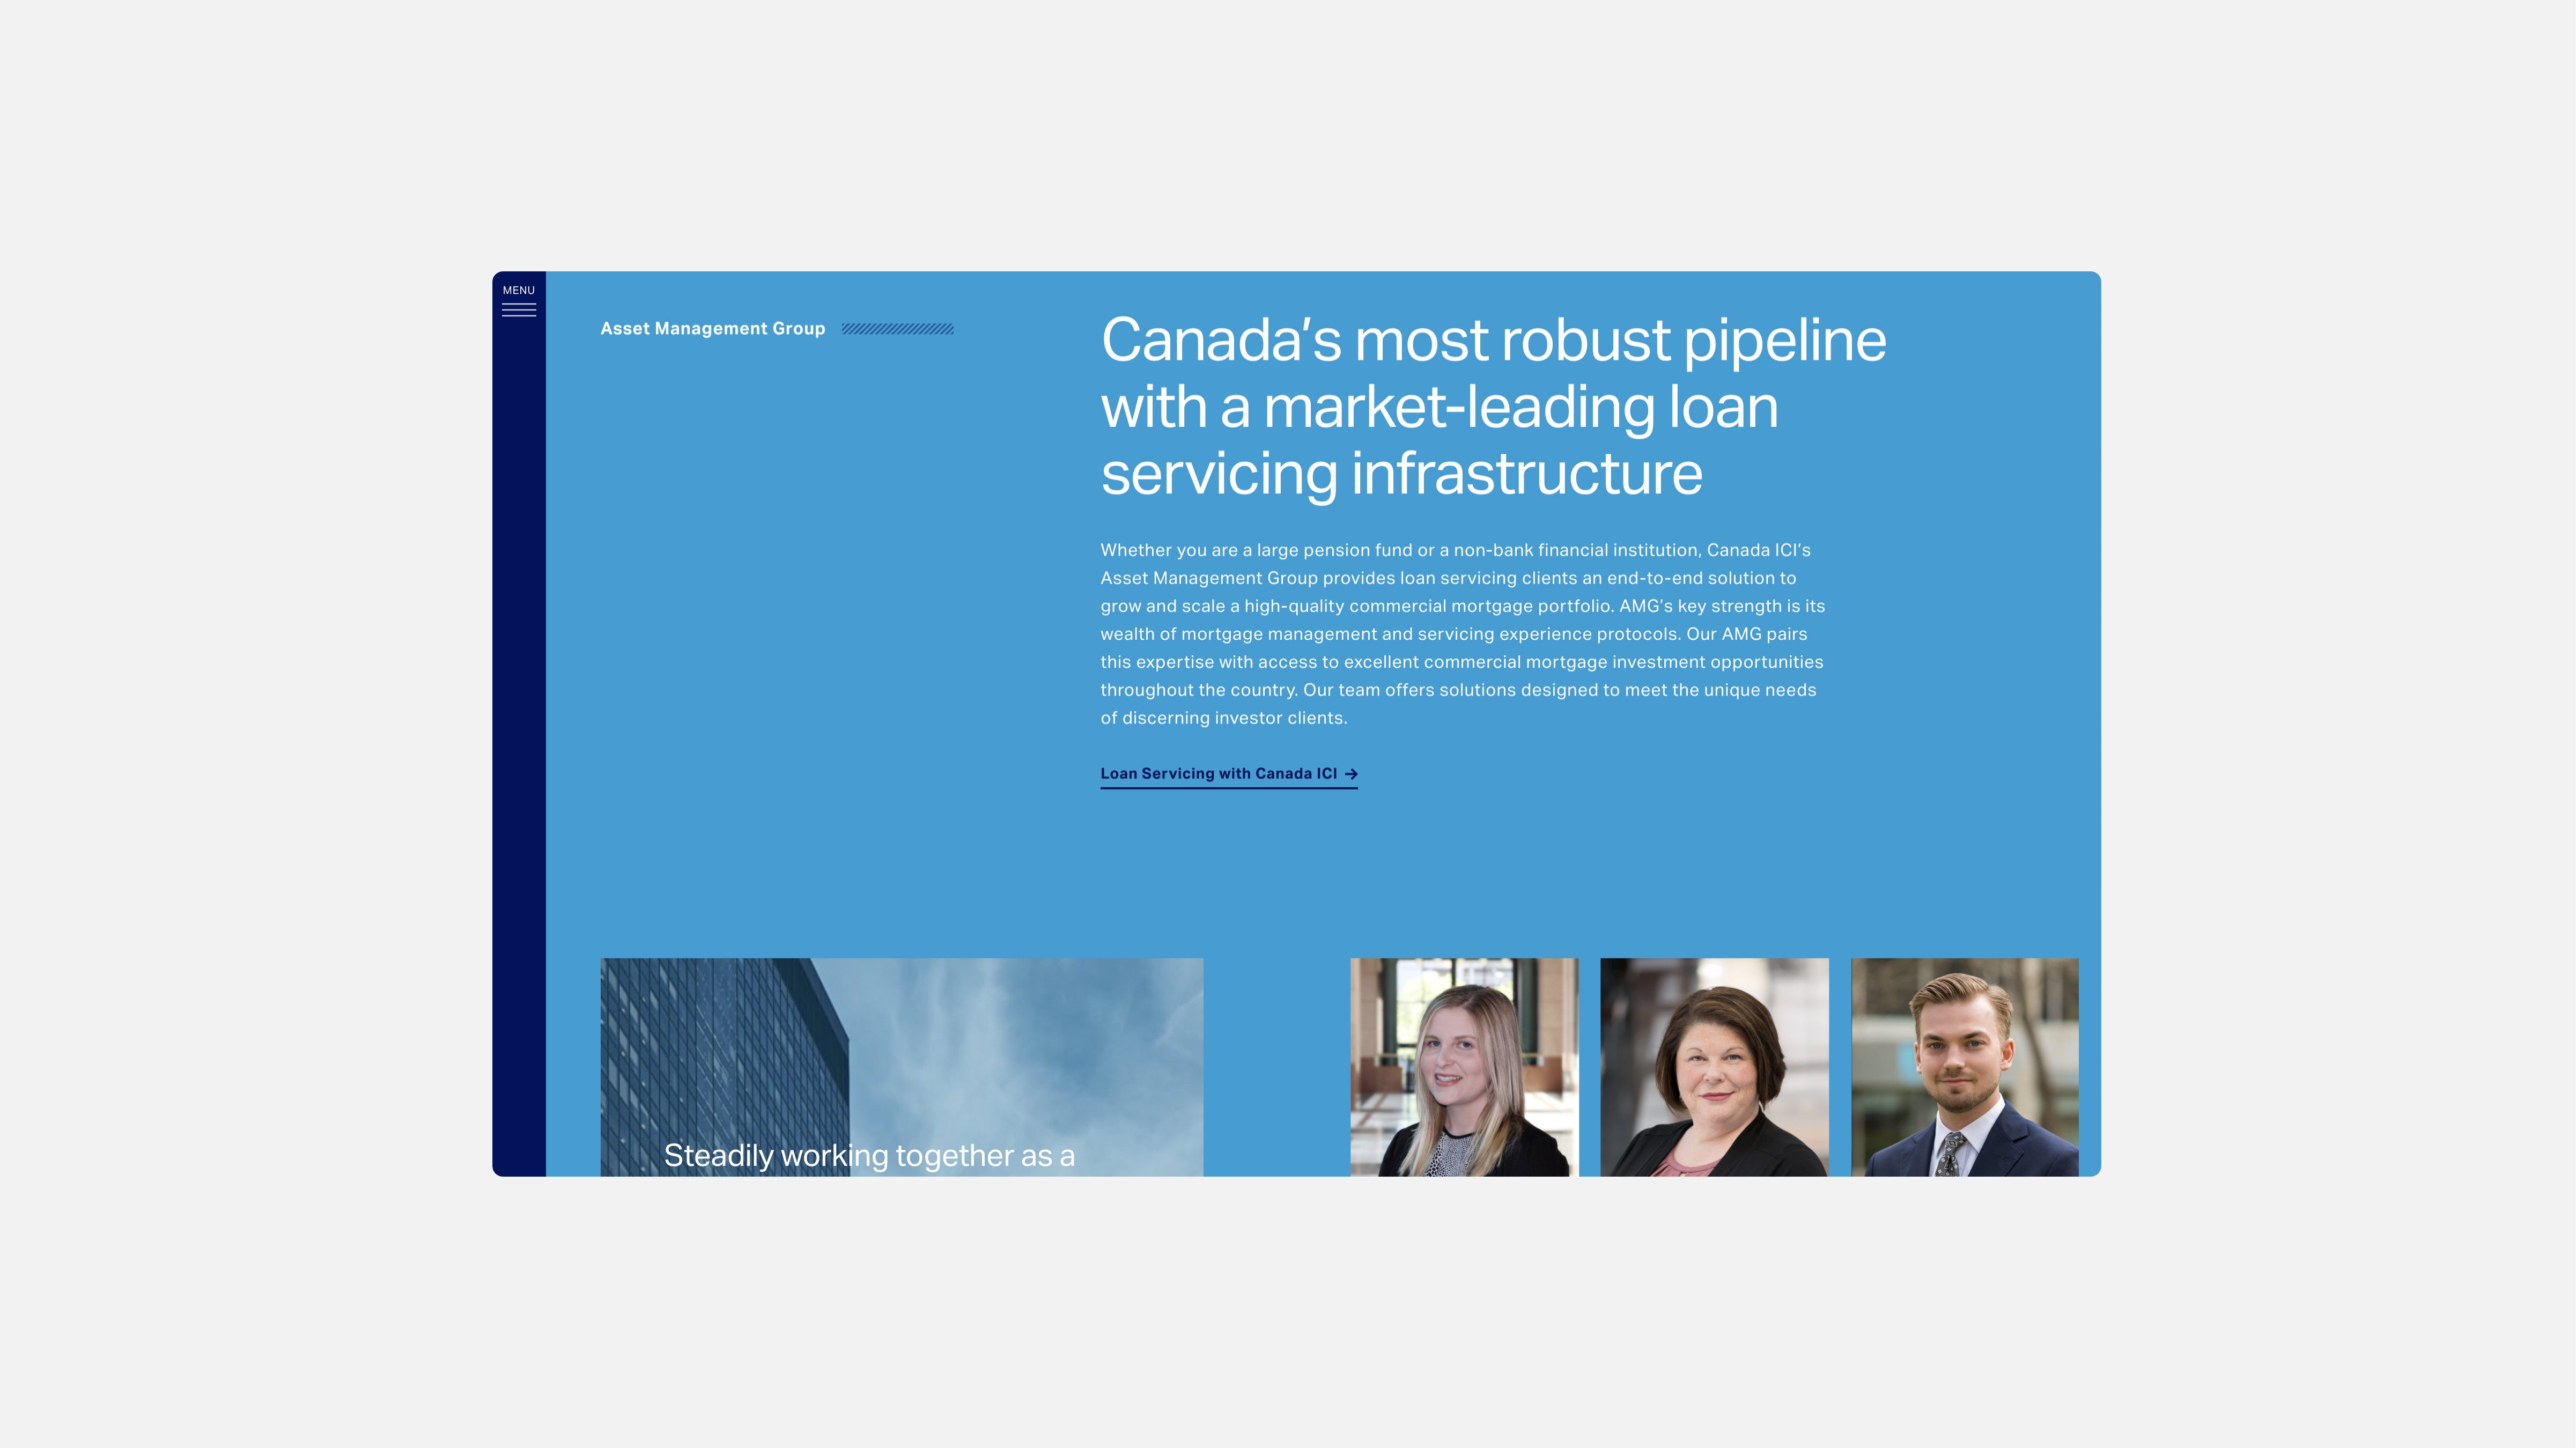 MENU
Asset Management Group
Canada’s most robust pipeline
with a market-leading loan
servicing infrastructure
Whether you are a large pension fund or a non-bank financial institution, Canada ICI’s
Asset Management Group provides loan servicing clients an end-to-end solution to
grow and scale a high-quality commercial mortgage portfolio. AMG’s key strength is its
wealth of mortgage management and servicing experience protocols. Our AMG pairs
this expertise with access to excellent commercial mortgage investment opportunities
throughout the country. Our team offers solutions designed to meet the unique needs
of discerning investor clients.
Loan Servicing with Canada ICI →
Steadily working together as a